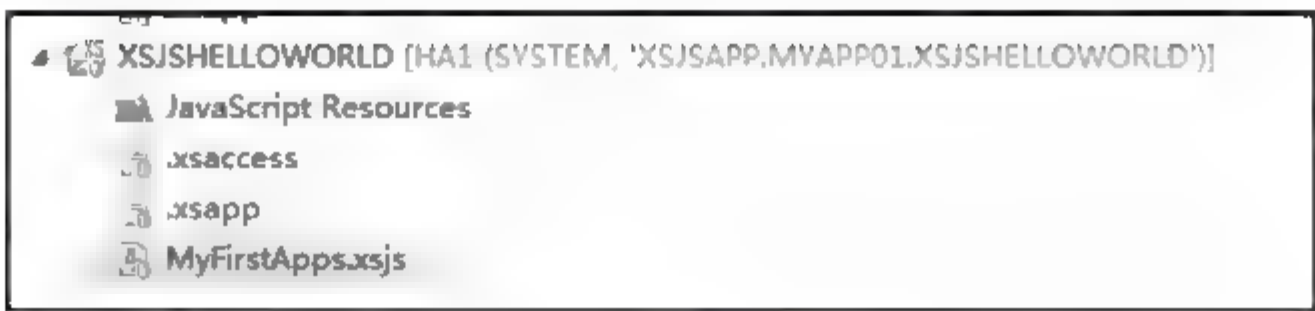 XSJSHELLOWORLD [HA1 (SYSTEM, 'XSJSAPP.MYAPP01.XSJSHELLOWORLD')]
JavaScript Resources
.xsaccess
.xsapp
MyFirstApps.xsjs